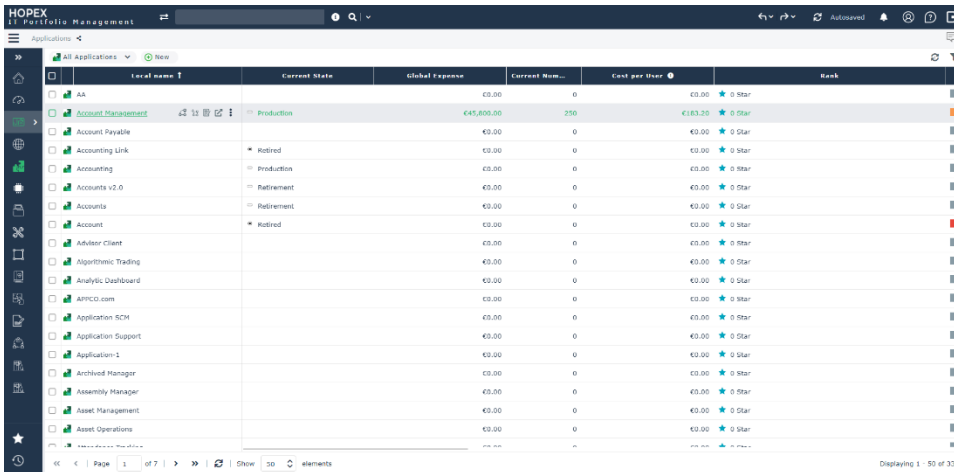 HOPEX
IT Portfolio Management
Autosaved
Applications
All Applications New
Local name Current State Global Expense Current Num... Cost per User Rank
AA €0.00 0 €0.00 0 Star
Account Management Production €45,800.00 250 €183.20 0 Star
Account Payable €0.00 0 €0.00 0 Star
Accounting Link Retired €0.00 0 €0.00 0 Star
Accounting Production €0.00 0 €0.00 0 Star
Accounts v2.0 Retirement €0.00 0 €0.00 0 Star
Accounts Retirement €0.00 0 €0.00 0 Star
Account Retired €0.00 0 €0.00 0 Star
Advisor Client €0.00 0 €0.00 0 Star
Algorithmic Trading €0.00 0 €0.00 0 Star
Analytic Dashboard €0.00 0 €0.00 0 Star
APPCO.com €0.00 0 €0.00 0 Star
Application SCM €0.00 0 €0.00 0 Star
Application Support €0.00 0 €0.00 0 Star
Application-1 €0.00 0 €0.00 0 Star
Archived Manager €0.00 0 €0.00 0 Star
Assembly Manager €0.00 0 €0.00 0 Star
Asset Management €0.00 0 €0.00 0 Star
Asset Operations €0.00 0 €0.00 0 Star
Page 1 of 7 Show 50 elements Displaying 1 - 50 of 33